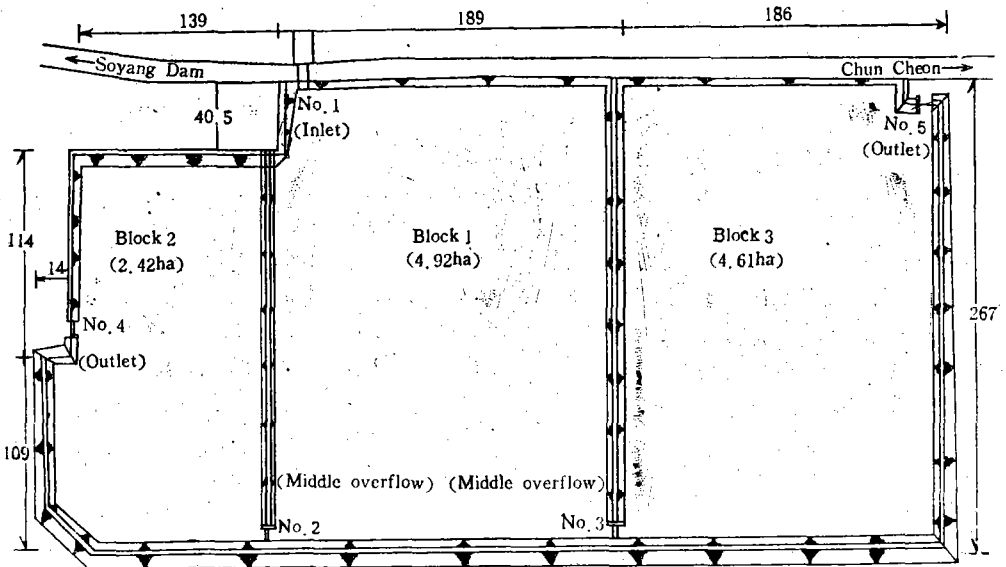 139
189
186
Soyang Dam
Chun Cheon
40.5
No. 1
(Inlet)
No. 5
(Outlet)
114
Block 2
(2.42ha)
Block 1
(4.92ha)
Block 3
(4.61ha)
14
267
No. 4
(Outlet)
109
(Middle overflow)
(Middle overflow)
No. 2
No. 3